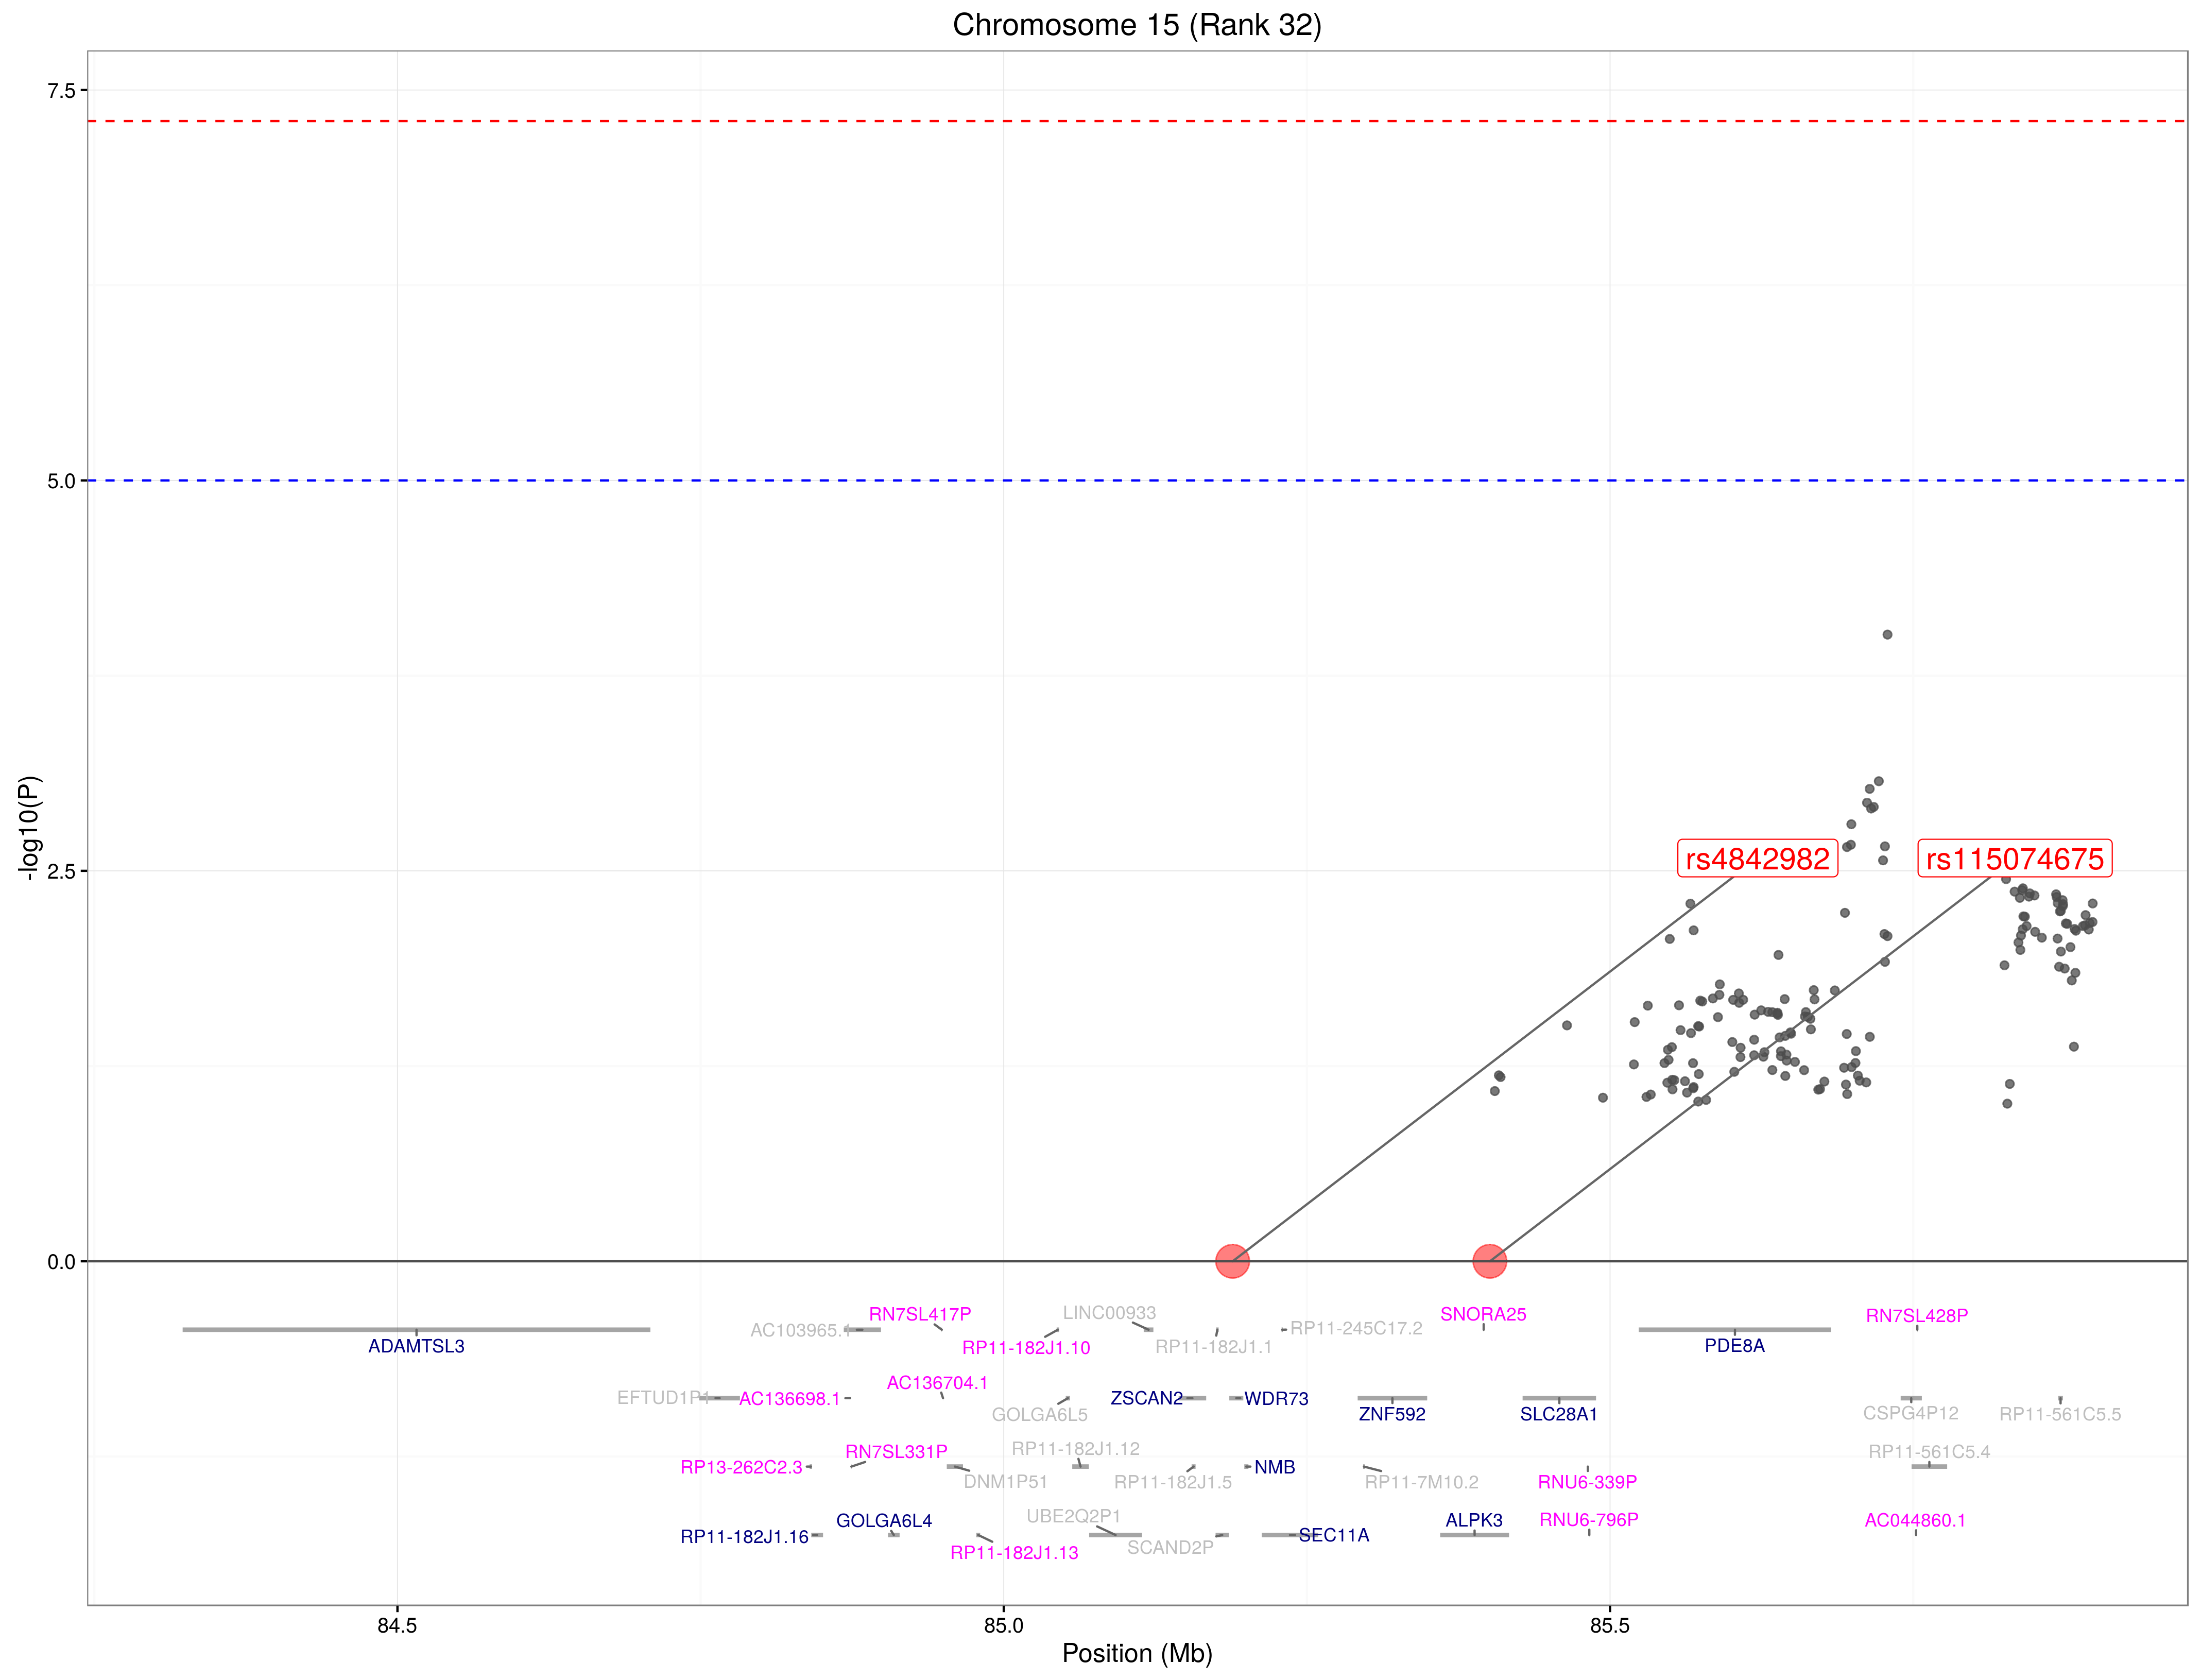 Chromosome 15 (Rank 32)
7.5
5.0
2.5
0.0
-log10(P)
rs4842982
rs115074675
RN7SL417P
LINC00933
SNORA25
RN7SL428P
AC103965.1
RP11-245C17.2
ADAMTSL3
RP11-182J1.10
RP11-182J1.1
PDE8A
AC136704.1
EFTUD1P1
AC136698.1
ZSCAN2
WDR73
GOLGA6L5
ZNF592
SLC28A1
CSPG4P12
RP11-561C5.5
RN7SL331P
RP11-182J1.12
RP11-561C5.4
RP13-262C2.3
NMB
DNM1P51
RP11-182J1.5
RP11-7M10.2
RNU6-339P
UBE2Q2P1
GOLGA6L4
ALPK3
RNU6-796P
AC044860.1
RP11-182J1.16
SEC11A
RP11-182J1.13
SCAND2P
84.5
85.0
85.5
Position (Mb)